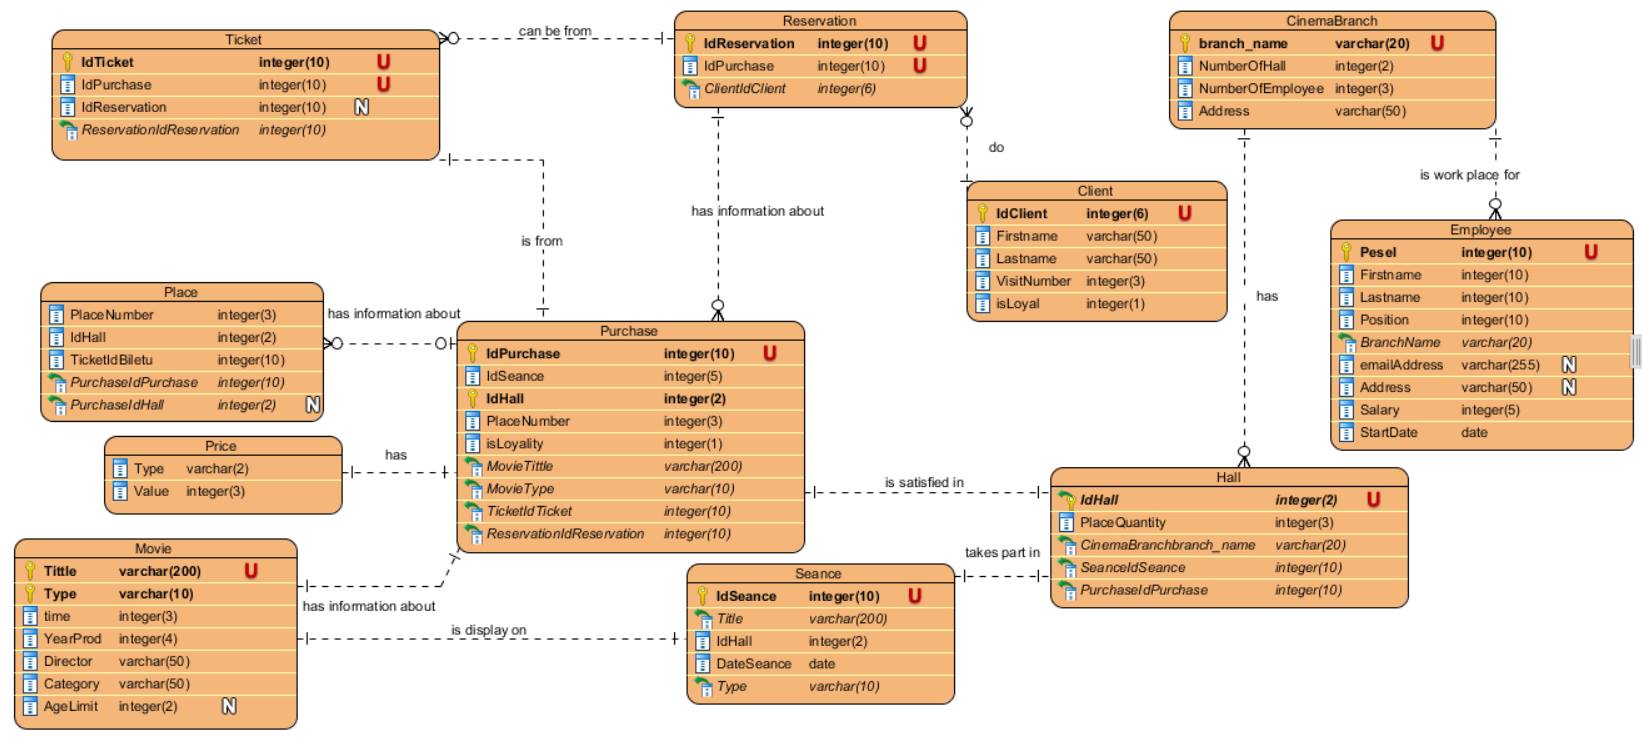 Ticket
IdTicket integer(10) U
IdPurchase integer(10) U
IdReservation integer(10) N
ReservationIdReservation integer(10)
can be from
Reservation
IdReservation integer(10) U
IdPurchase integer(10) U
ClientIdClient integer(6)
CinemaBranch
branch_name varchar(20) U
NumberOfHall integer(2)
NumberOfEmployee integer(3)
Address varchar(50)
do
is work place for
has information about
is from
has
Client
IdClient integer(6) U
Firstname varchar(50)
Lastname varchar(50)
VisitNumber integer(3)
isLoyal integer(1)
Employee
Pesel integer(10) U
Firstname integer(10)
Lastname integer(10)
Position integer(10)
BranchName varchar(20)
emailAddress varchar(255) N
Address varchar(50) N
Salary integer(5)
StartDate date
Place
PlaceNumber integer(3)
IdHall integer(2)
TicketIdBiletu integer(10)
PurchaseIdPurchase integer(10)
PurchaseIdHall integer(2) N
has information about
Purchase
IdPurchase integer(10) U
IdSeance integer(5)
IdHall integer(2)
PlaceNumber integer(3)
isLoyality integer(1)
MovieTittle varchar(200)
MovieType varchar(10)
TicketIdTicket integer(10)
ReservationIdReservation integer(10)
Price
Type varchar(2)
Value integer(3)
has
is satisfied in
Hall
IdHall integer(2) U
PlaceQuantity integer(3)
CinemaBranchbranch_name varchar(20)
SeanceIdSeance integer(10)
PurchaseIdPurchase integer(10)
takes part in
Movie
Tittle varchar(200) U
Type varchar(10)
time integer(3)
YearProd integer(4)
Director varchar(50)
Category varchar(50)
AgeLimit integer(2) N
has information about
is display on
Seance
IdSeance integer(10) U
Title varchar(200)
IdHall integer(2)
DateSeance date
Type varchar(10)